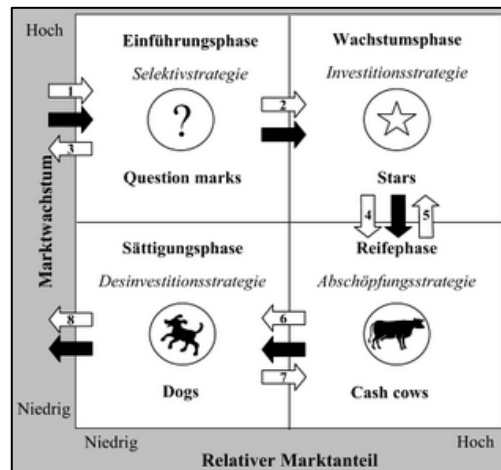 Hoch
Einführungsphase
Wachstumsphase
Selektivstrategie
Investitionsstrategie
1
2
?
3
Question marks
Stars
Marktwachstum
4
5
Sättigungsphase
Reifephase
Desinvestitionsstrategie
Abschöpfungsstrategie
8
6
7
Dogs
Cash cows
Niedrig
Niedrig
Hoch
Relativer Marktanteil